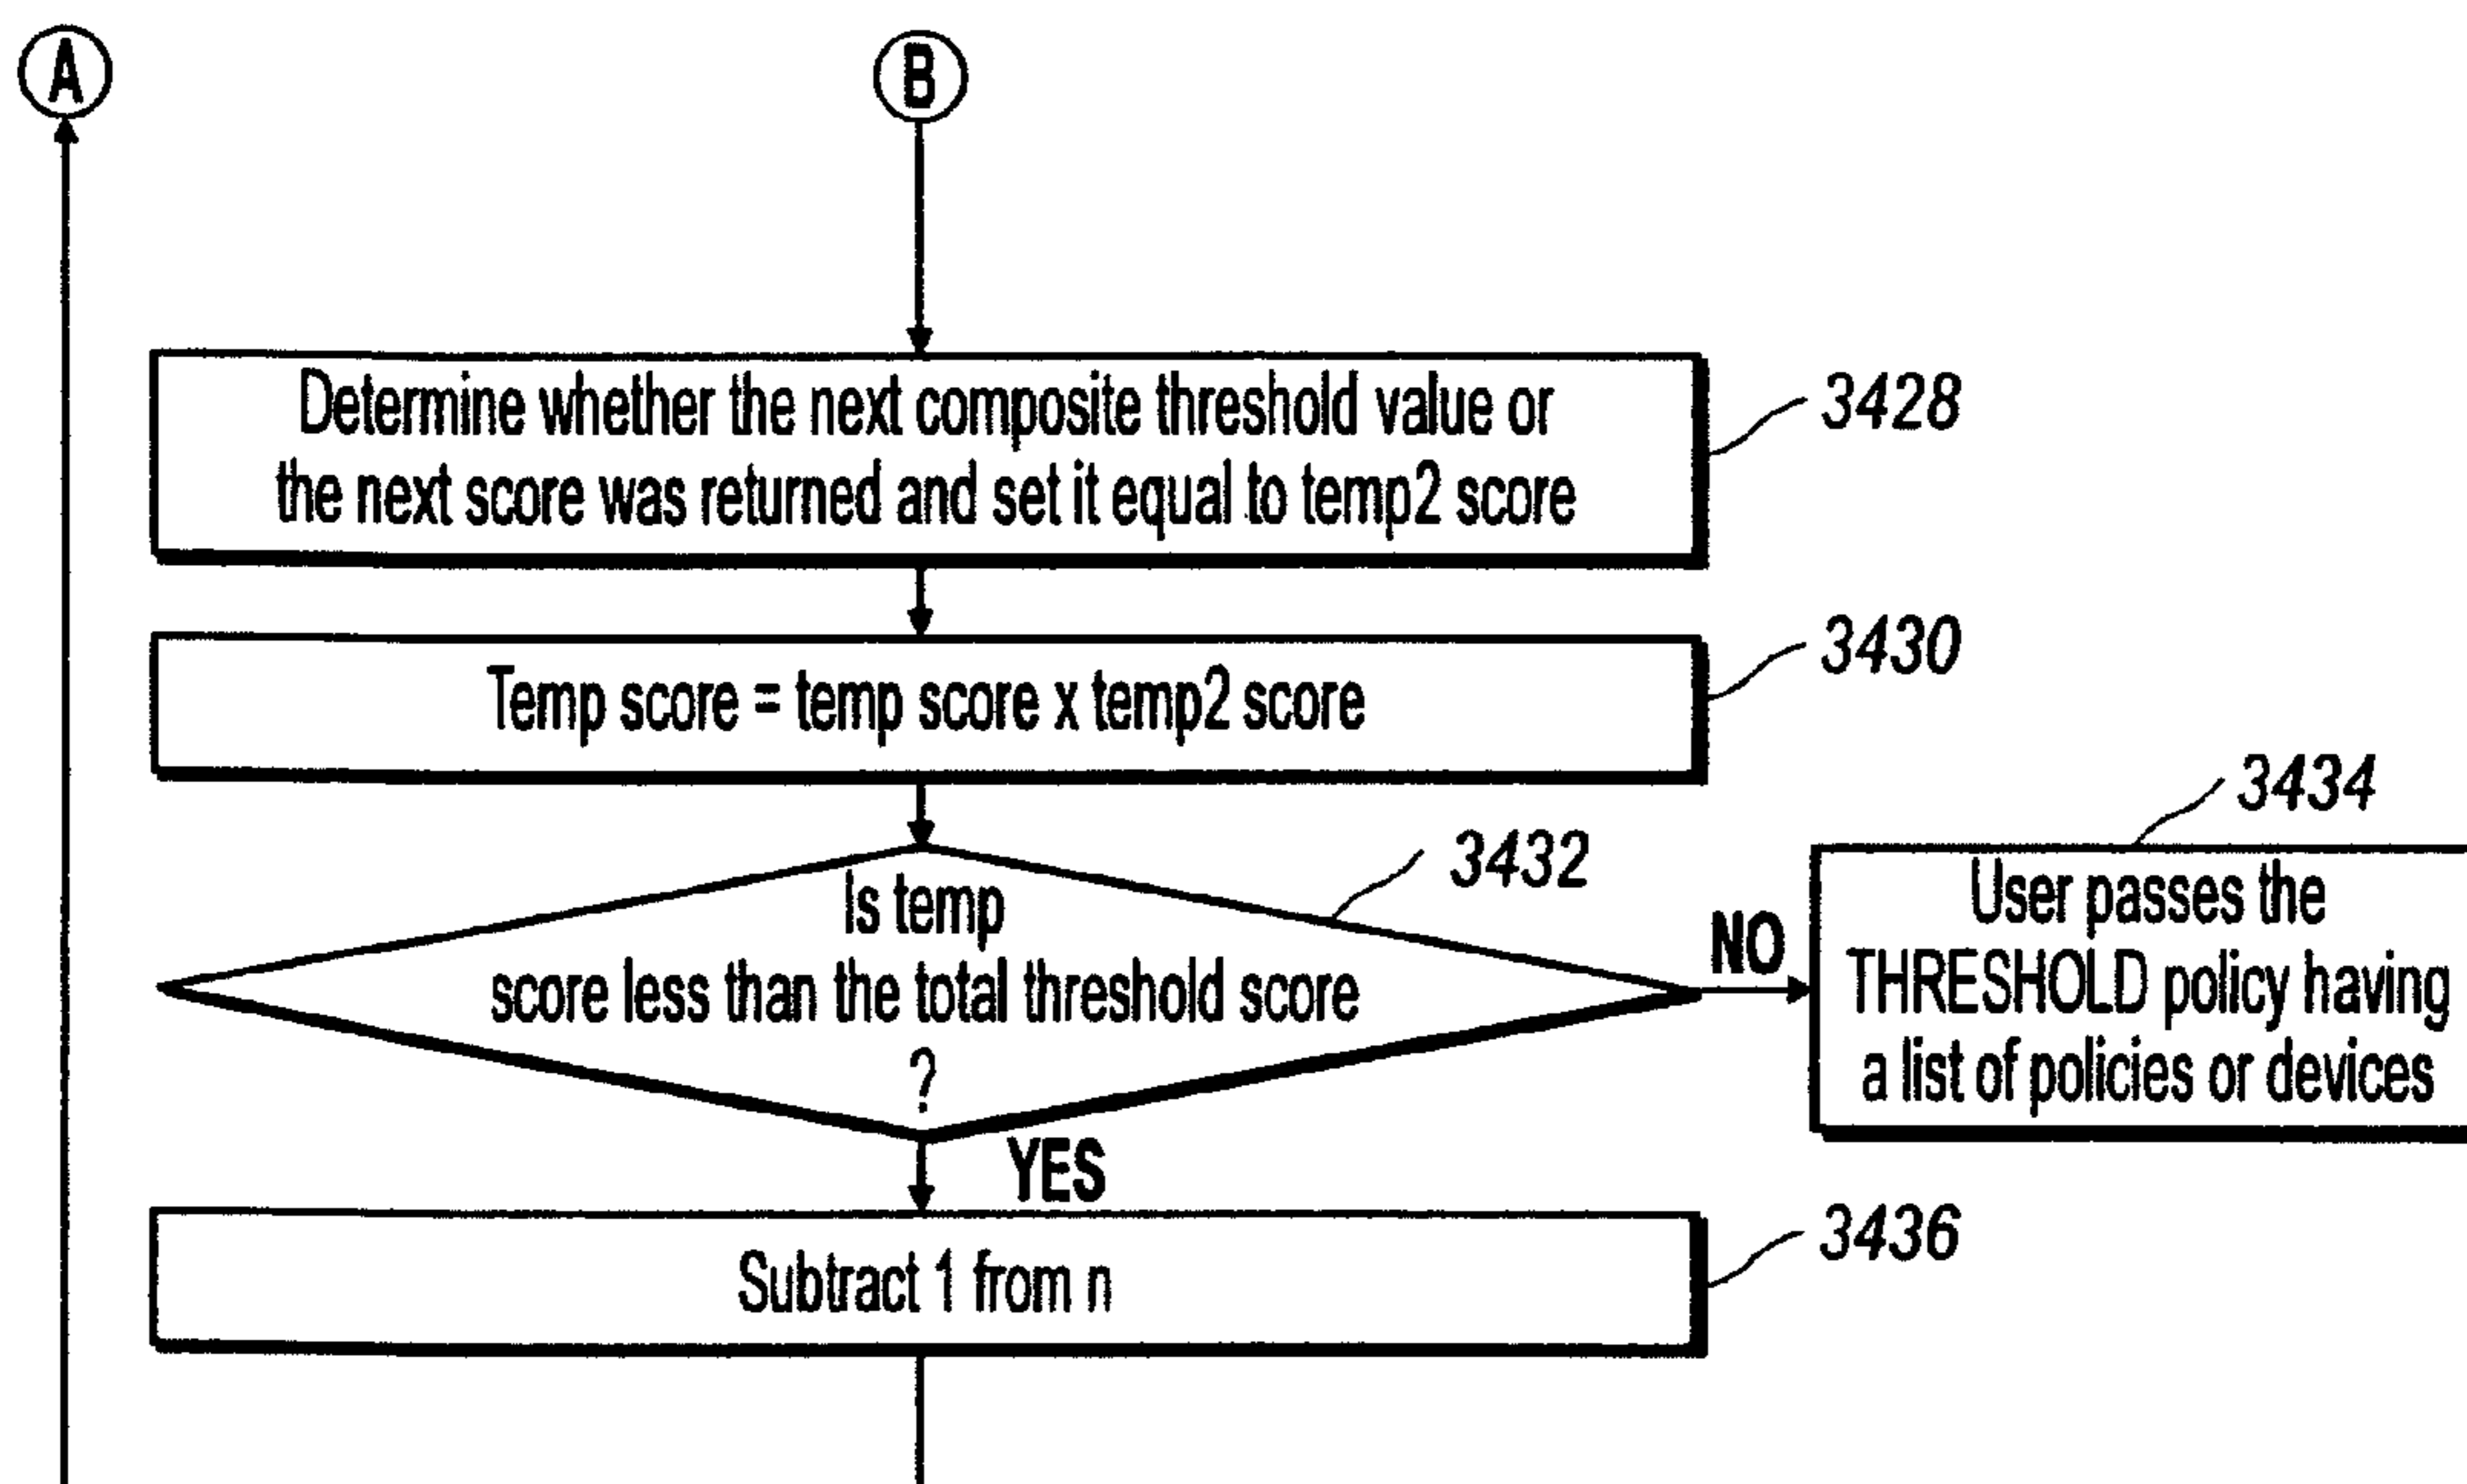 A
B
Determine whether the next composite threshold value or
the next score was returned and set it equal to temp2 score
3428
Temp score = temp score x temp2 score
3430
Is temp
score less than the total threshold score
?
3432
NO
3434
User passes the
THRESHOLD policy having
a list of policies or devices
YES
Subtract 1 from n
3436